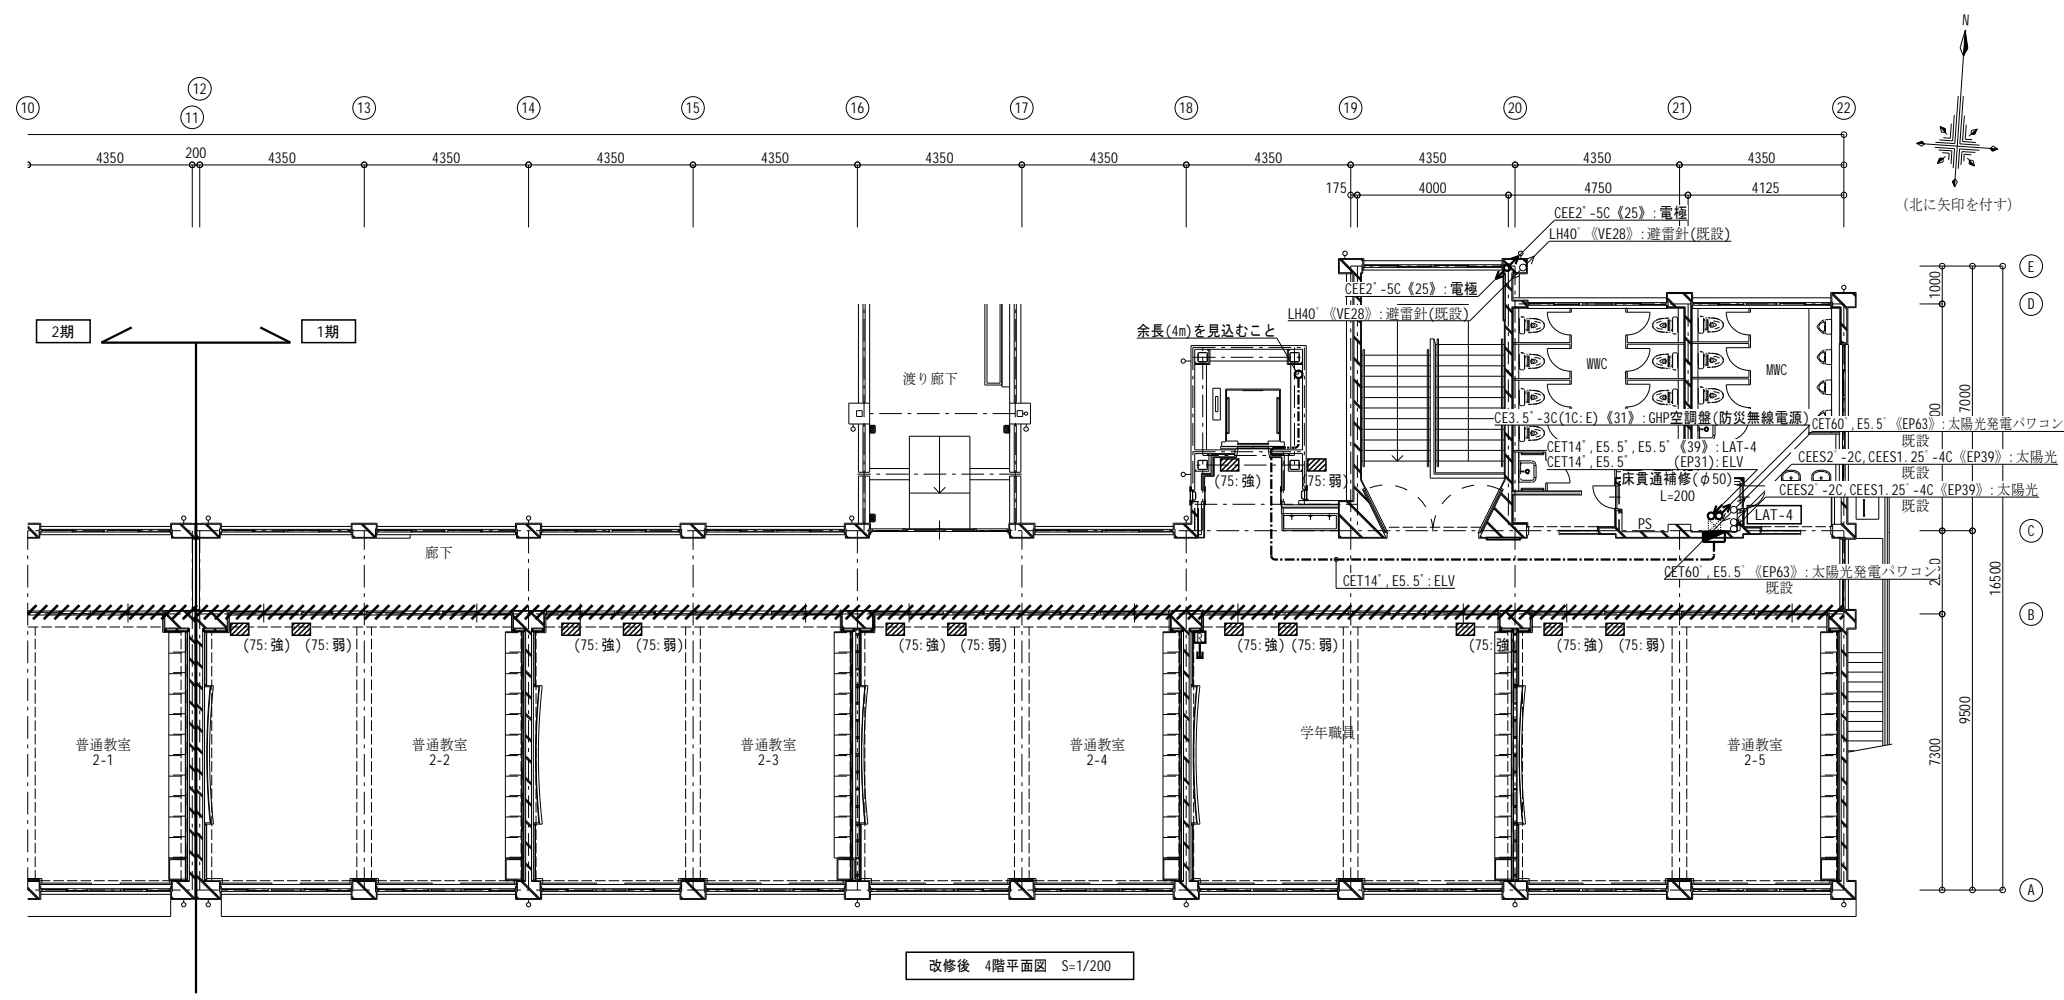 N
(北に矢印を付す)
10
12
11
13
14
15
16
17
18
19
20
21
22
4350
200
4350
4350
4350
4350
4350
4350
4350
4350
4350
4350
175
4000
4750
4125
CEE2゜-5C《25》:電極
LH40゜《VE28》:避雷針(既設)
CEE2゜-5C《25》:電極
LH40゜《VE28》:避雷針(既設)
E
D
C
B
A
1000
7000
16500
9500
7300
2期
1期
余長(4m)を見込むこと
渡り廊下
WWC
MWC
CE3.5゜-3C(1C:E)《31》:GHP空調盤(防災無線電源)
CET60゜,E5.5゜《EP63》:太陽光発電パワコン
既設
CET14゜,E5.5゜,E5.5゜《39》:LAT-4
CET14゜,E5.5゜ (EP31):ELV
CEES2゜-2C,CEES1.25゜-4C《EP39》:太陽光
既設
床貫通補修(φ50)
L=200
CEES2゜-2C,CEES1.25゜-4C《EP39》:太陽光
既設
(75:強)
(75:弱)
PS
LAT-4
廊下
CET14゜,E5.5゜:ELV
CET60゜,E5.5゜《EP63》:太陽光発電パワコン
既設
(75:強) (75:弱)
(75:強) (75:弱)
(75:強) (75:弱)
(75:強) (75:弱)
(75:強)
(75:強) (75:弱)
普通教室
2-1
普通教室
2-2
普通教室
2-3
普通教室
2-4
学年職員
普通教室
2-5
改修後 4階平面図 S=1/200